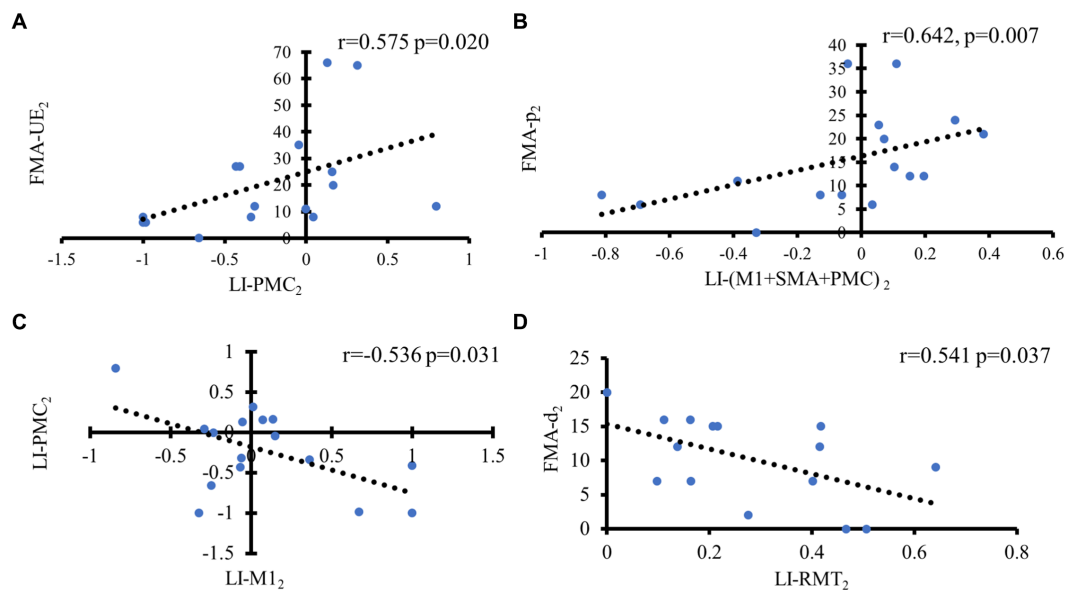 A
r=0.575 p=0.020
FMA-UE2
70
60
50
40
30
20
10
0
-1.5 -1 -0.5 0 0.5 1
LI-PMC2
B
r=0.642, p=0.007
FMA-p2
40
35
30
25
20
15
10
5
0
-1 -0.8 -0.6 -0.4 -0.2 0 0.2 0.4 0.6
LI-(M1+SMA+PMC) 2
C
r=-0.536 p=0.031
LI-PMC2
1
0.5
0
-0.5
-1
-1.5
-1 -0.5 0 0.5 1 1.5
LI-M12
D
r=0.541 p=0.037
FMA-d2
25
20
15
10
5
0
0 0.2 0.4 0.6 0.8
LI-RMT2